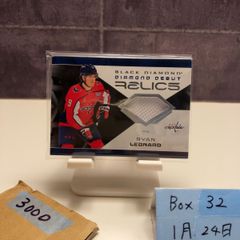 BLACK DIAMOND
DIAMOND DEBUT
RELICS
RYAN
LEONARD
3000
Box 32
1月24日